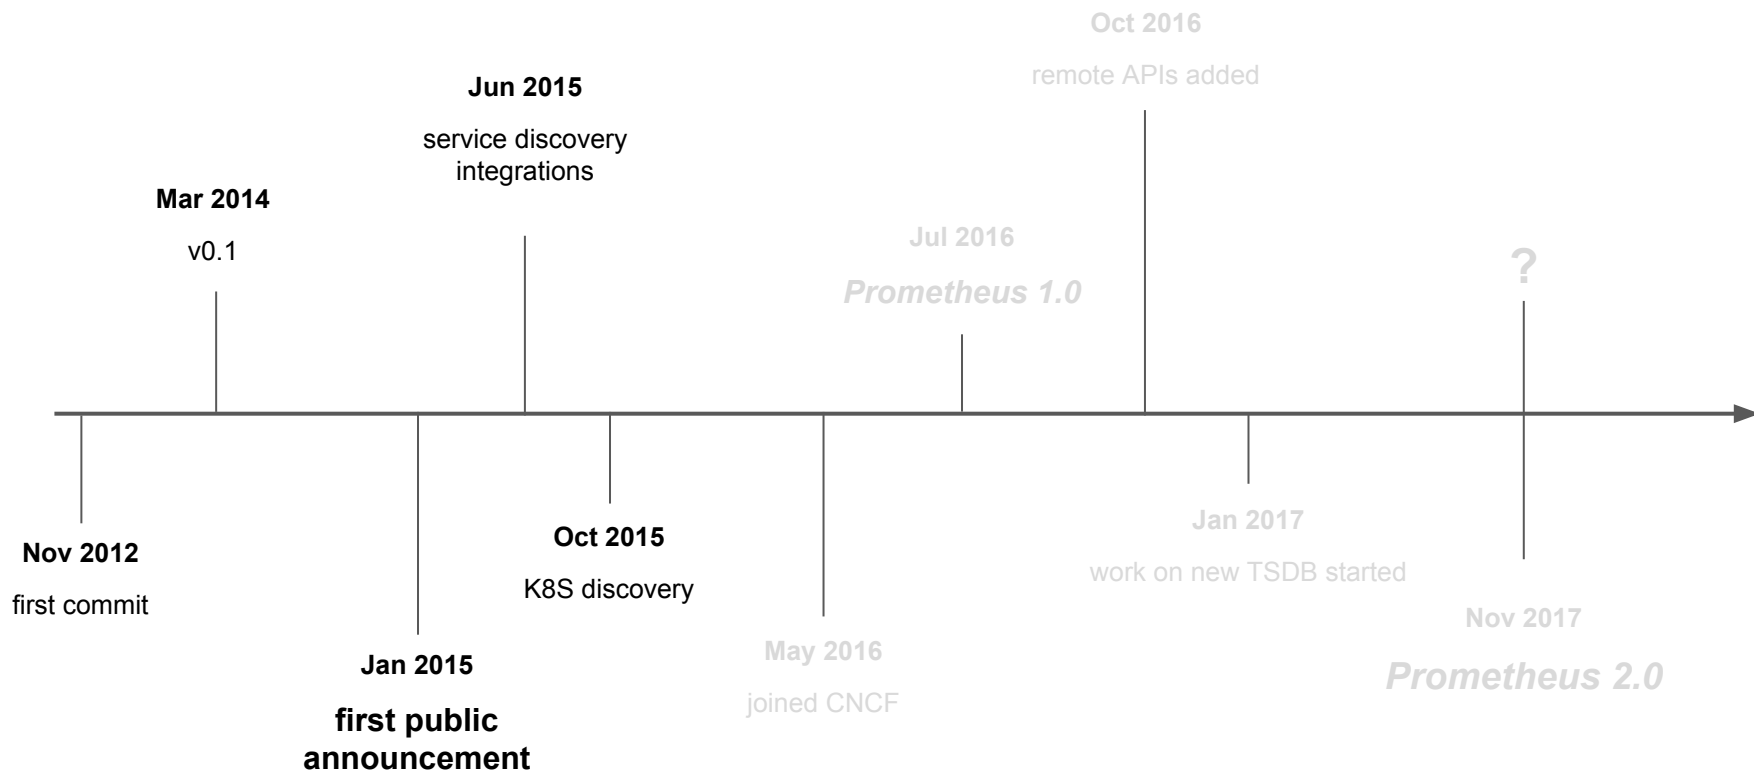 Oct 2016
remote APIs added
Jun 2015
service discovery
integrations
Mar 2014
v0.1
Jul 2016
Prometheus 1.0
?
Nov 2012
first commit
Oct 2015
K8S discovery
Jan 2015
first public
announcement
May 2016
joined CNCF
Jan 2017
work on new TSDB started
Nov 2017
Prometheus 2.0